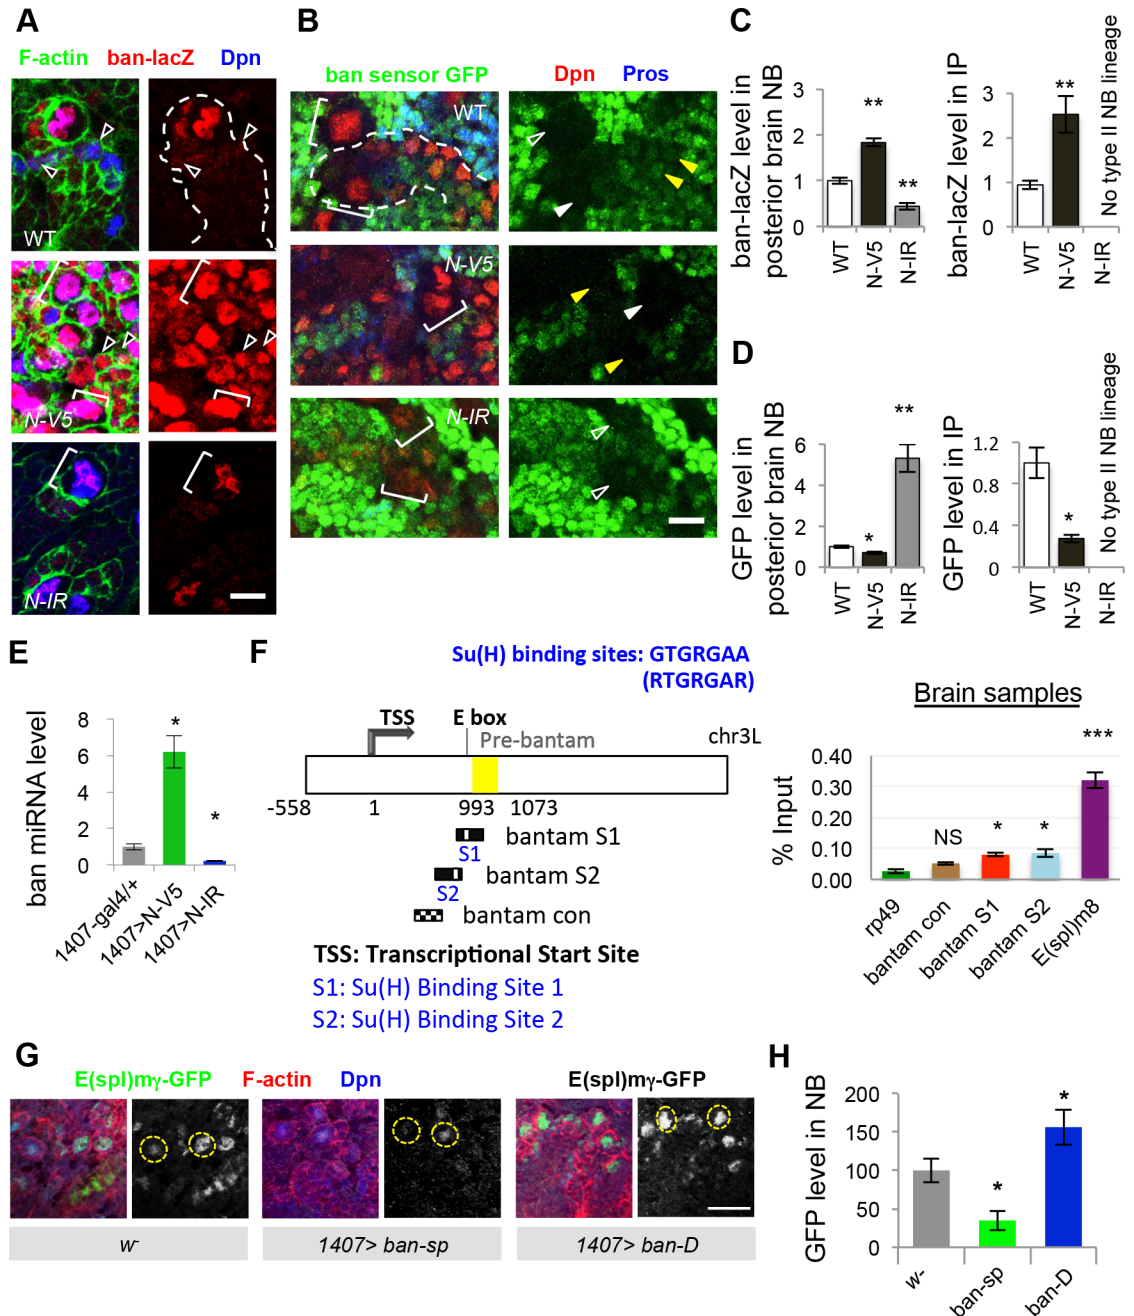 A
F-actin ban-lacZ Dpn
WT
N-V5
N-IR
B
ban sensor GFP Dpn Pros
WT
N-V5
N-IR
C
ban-lacZ level in
posterior brain NB
3
2
1
0
**
**
WT
N-V5
N-IR
ban-lacZ level in IP
3
2
1
0
**
WT
N-V5
N-IR
No type II NB lineage
D
GFP level in
posterior brain NB
6
4
2
0
*
**
WT
N-V5
N-IR
GFP level in IP
1.2
0.8
0.4
0
*
WT
N-V5
N-IR
No type II NB lineage
E
ban miRNA level
8
6
4
2
0
*
*
1407-gal4/+
1407>N-V5
1407>N-IR
F
Su(H) binding sites: GTGRGAA
(RTGRGAR)
TSS E box
Pre-bantam chr3L
-558 1 993 1073
bantam S1
S1
bantam S2
S2
bantam con
TSS: Transcriptional Start Site
S1: Su(H) Binding Site 1
S2: Su(H) Binding Site 2
Brain samples
% Input
0.40
0.30
0.20
0.10
0.00
NS
*
*
***
rp49
bantam con
bantam S1
bantam S2
E(spl)m8
G
E(spl)mγ-GFP F-actin Dpn E(spl)mγ-GFP
w-
1407> ban-sp
1407> ban-D
H
GFP level in NB
200
150
100
50
0
*
*
w-
ban-sp
ban-D